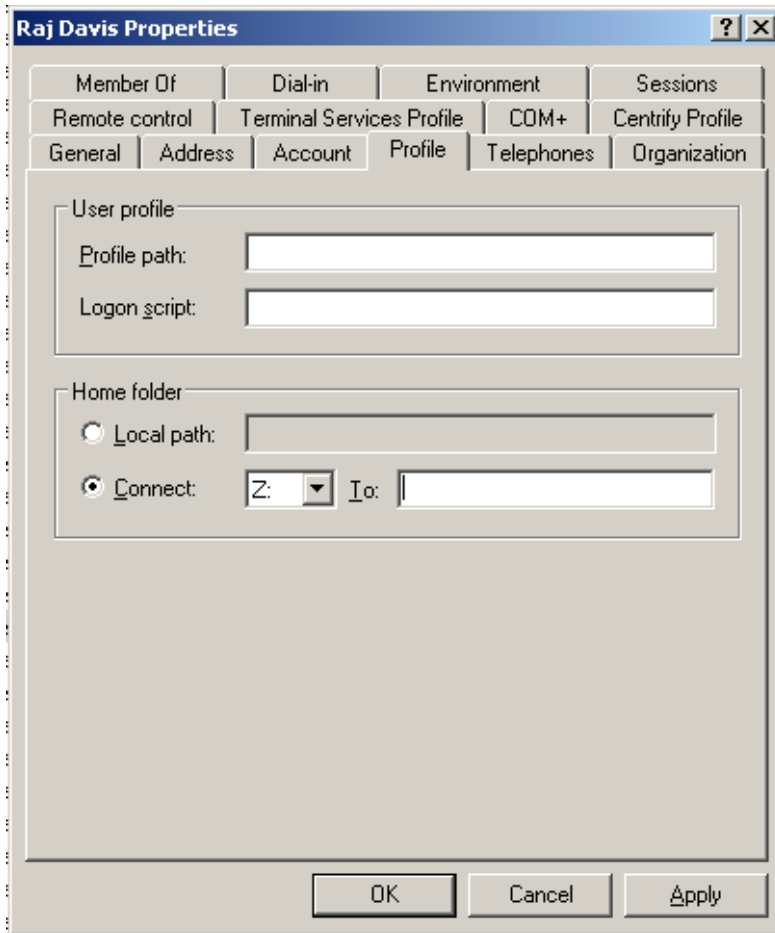 Raj Davis Properties
Member Of Dial-in Environment Sessions
Remote control Terminal Services Profile COM+ Centrify Profile
General Address Account Profile Telephones Organization
User profile
Profile path:
Logon script:
Home folder
Local path:
Connect: Z: To:
OK Cancel Apply